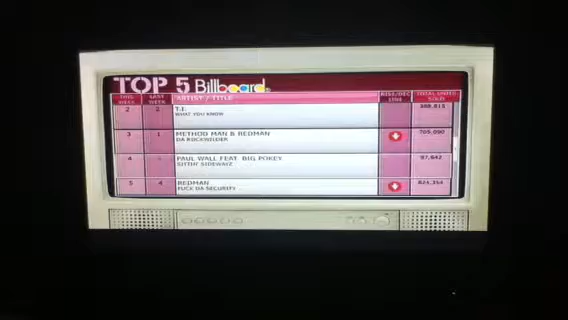 TOP 5 Billboard
THIS WEEK LAST WEEK ARTIST / TITLE RISE/DECLINE TOTAL UNITS SOLD
2 2 T.I.
WHAT YOU KNOW
3 1 METHOD MAN & REDMAN 705,090
DA ROCKWILDER
4 PAUL WALL FEAT. BIG POKEY 97,642
SITTIN' SIDEWAYZ
5 4 REDMAN
FUCK DA SECURITY